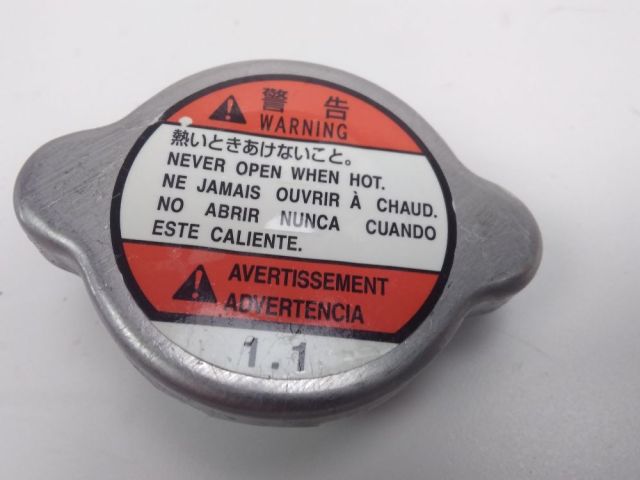 警告
WARNING
熱いときあけないこと。
NEVER OPEN WHEN HOT.
NE JAMAIS OUVRIR À CHAUD.
NO ABRIR NUNCA CUANDO
ESTE CALIENTE.
AVERTISSEMENT
ADVERTENCIA
1.1